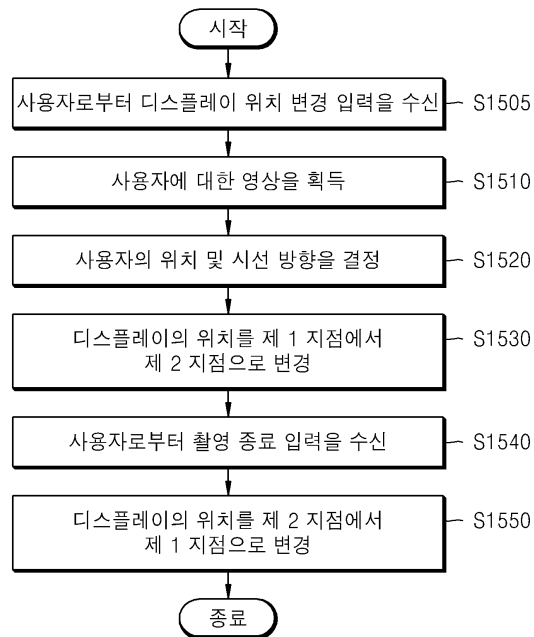 시작
사용자로부터 디스플레이 위치 변경 입력을 수신 S1505
사용자에 대한 영상을 획득 S1510
사용자의 위치 및 시선 방향을 결정 S1520
디스플레이의 위치를 제 1 지점에서 S1530
제 2 지점으로 변경
사용자로부터 촬영 종료 입력을 수신 S1540
디스플레이의 위치를 제 2 지점에서 S1550
제 1 지점으로 변경
종료